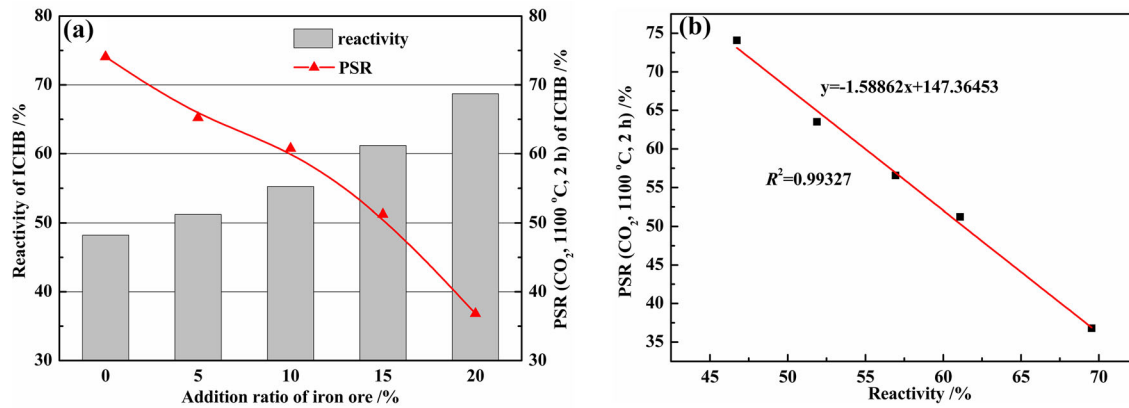 (a)
reactivity
PSR
Reactivity of ICHB /%
80
70
60
50
40
30
80
70
60
50
40
30
PSR (CO₂, 1100 °C, 2 h) of ICHB /%
0 5 10 15 20
Addition ratio of iron ore /%
(b)
y=-1.58862x+147.36453
R²=0.99327
PSR (CO₂, 1100 °C, 2 h) /%
75
70
65
60
55
50
45
40
35
45 50 55 60 65 70
Reactivity /%